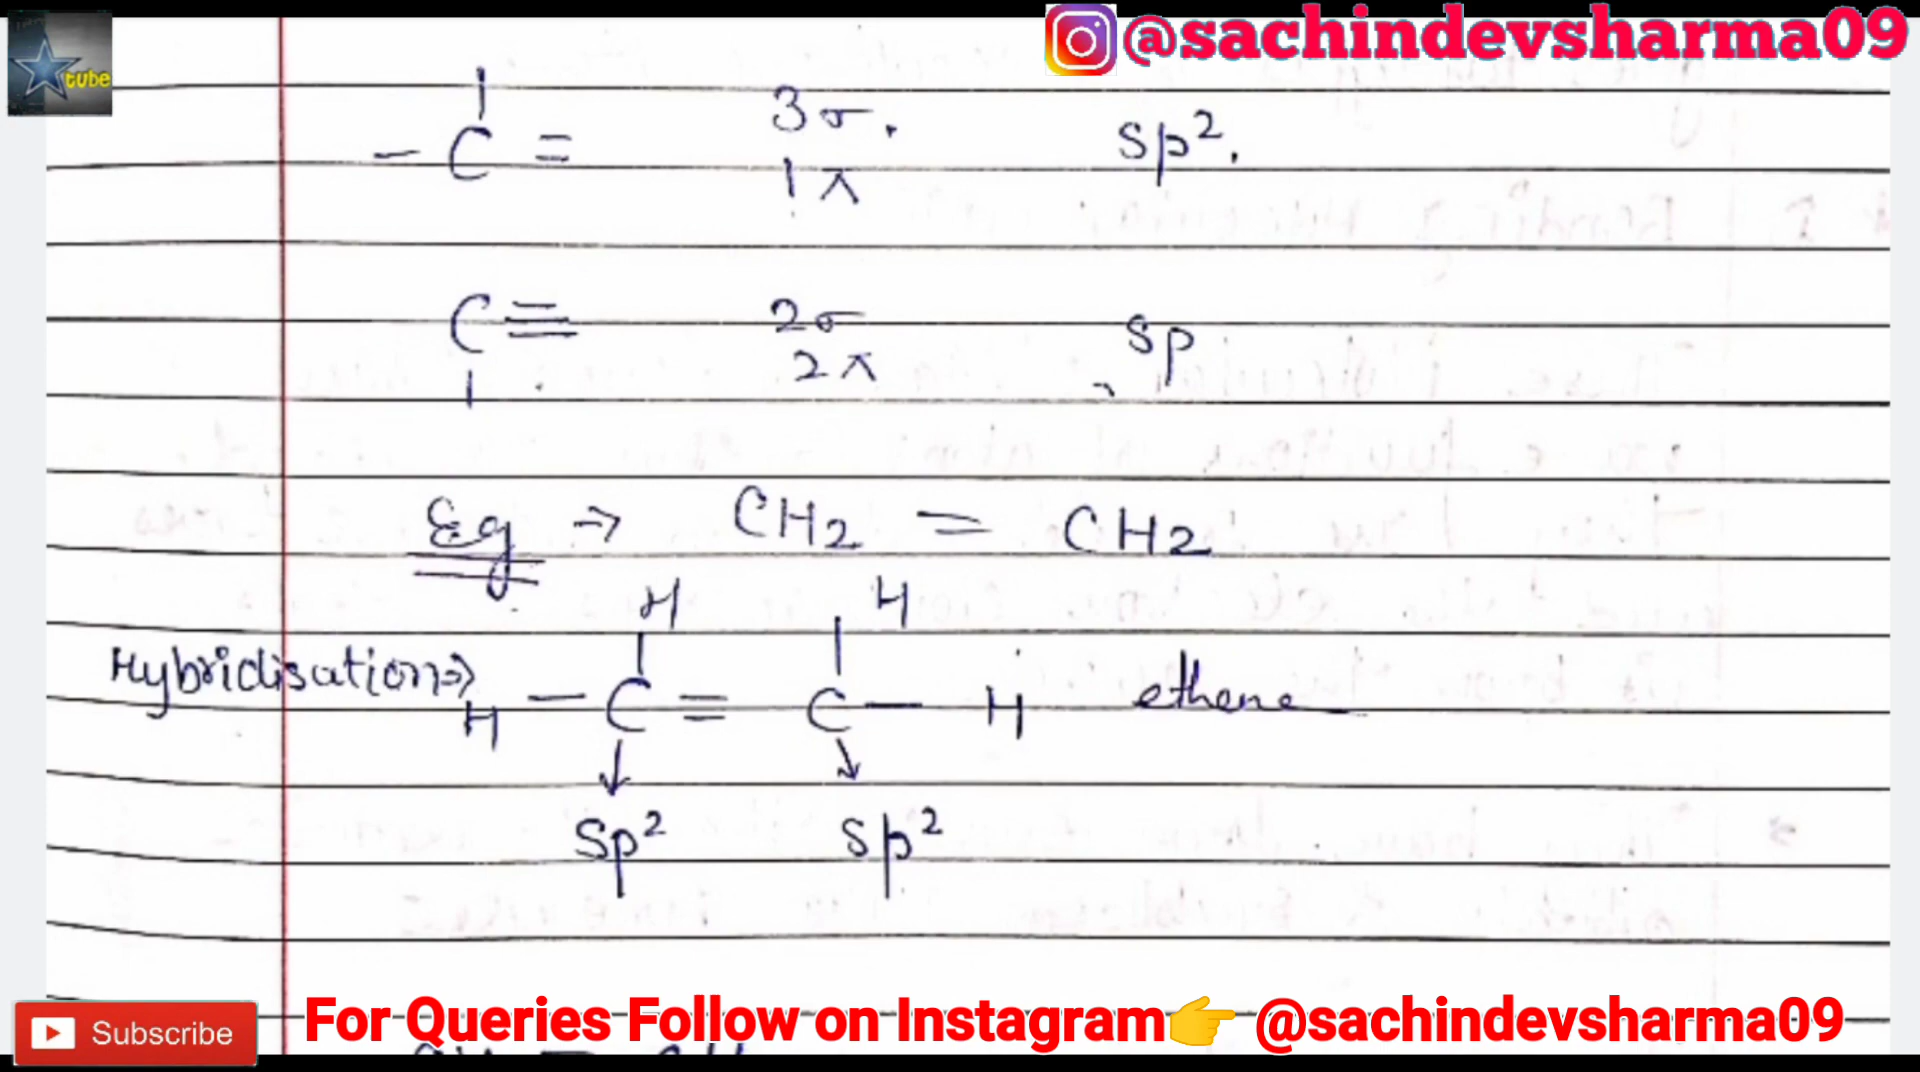 tube
@sachindevsharma09
3σ.
- C = sp².
1π
C ≡ 2σ sp
2π
Eg → CH2 = CH2
H H
Hybridisation⇒ H - C = C - H ethene
sp² sp²
Subscribe
For Queries Follow on Instagram👉 @sachindevsharma09